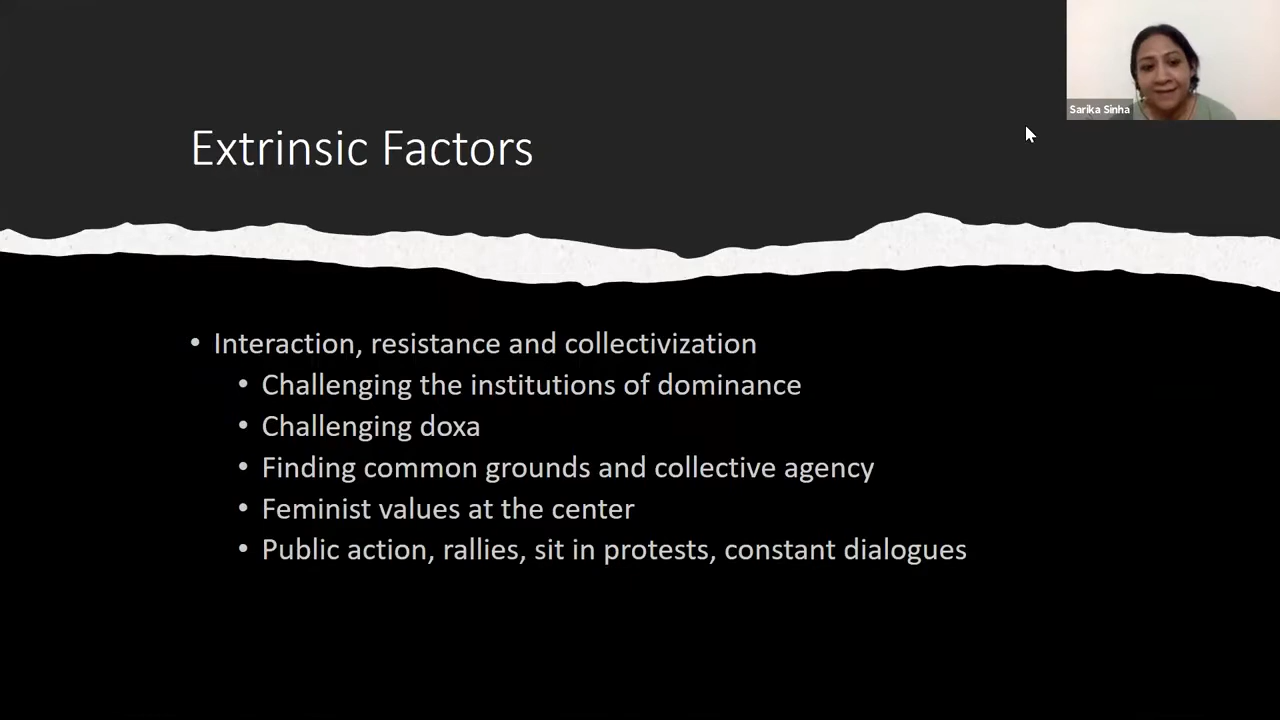 Sarika Sinha
Extrinsic Factors
• Interaction, resistance and collectivization
• Challenging the institutions of dominance
• Challenging doxa
• Finding common grounds and collective agency
• Feminist values at the center
• Public action, rallies, sit in protests, constant dialogues